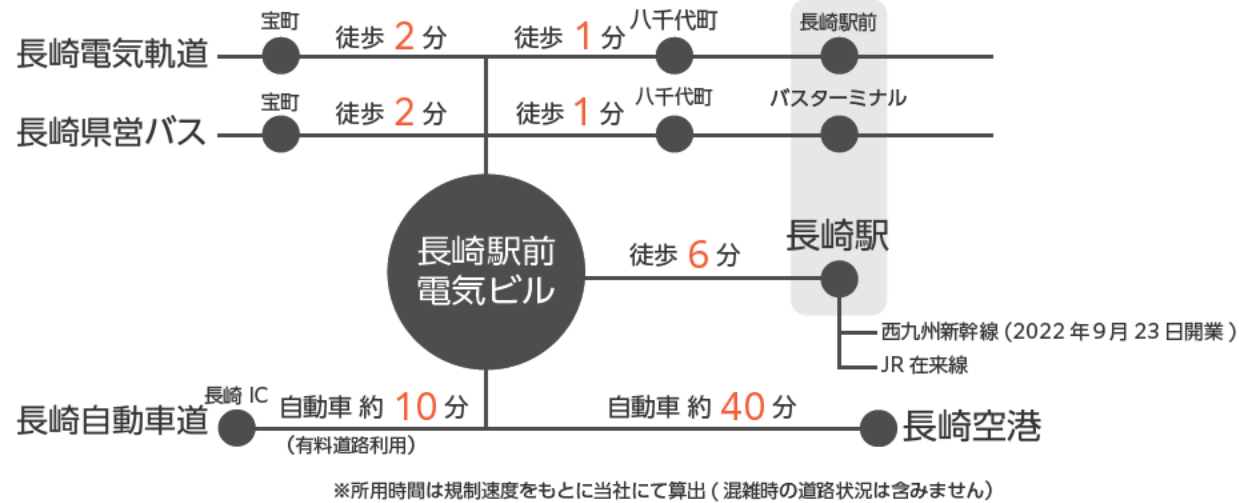 長崎電気軌道
宝町
徒歩 2 分
徒歩 1 分
八千代町
長崎駅前
長崎県営バス
宝町
徒歩 2 分
徒歩 1 分
八千代町
バスターミナル
長崎駅前
電気ビル
徒歩 6 分
長崎駅
西九州新幹線 (2022 年9月 23 日開業 )
JR 在来線
長崎自動車道
長崎 IC
自動車 約 10 分
(有料道路利用)
自動車 約 40 分
長崎空港
※所用時間は規制速度をもとに当社にて算出 ( 混雑時の道路状況は含みません)